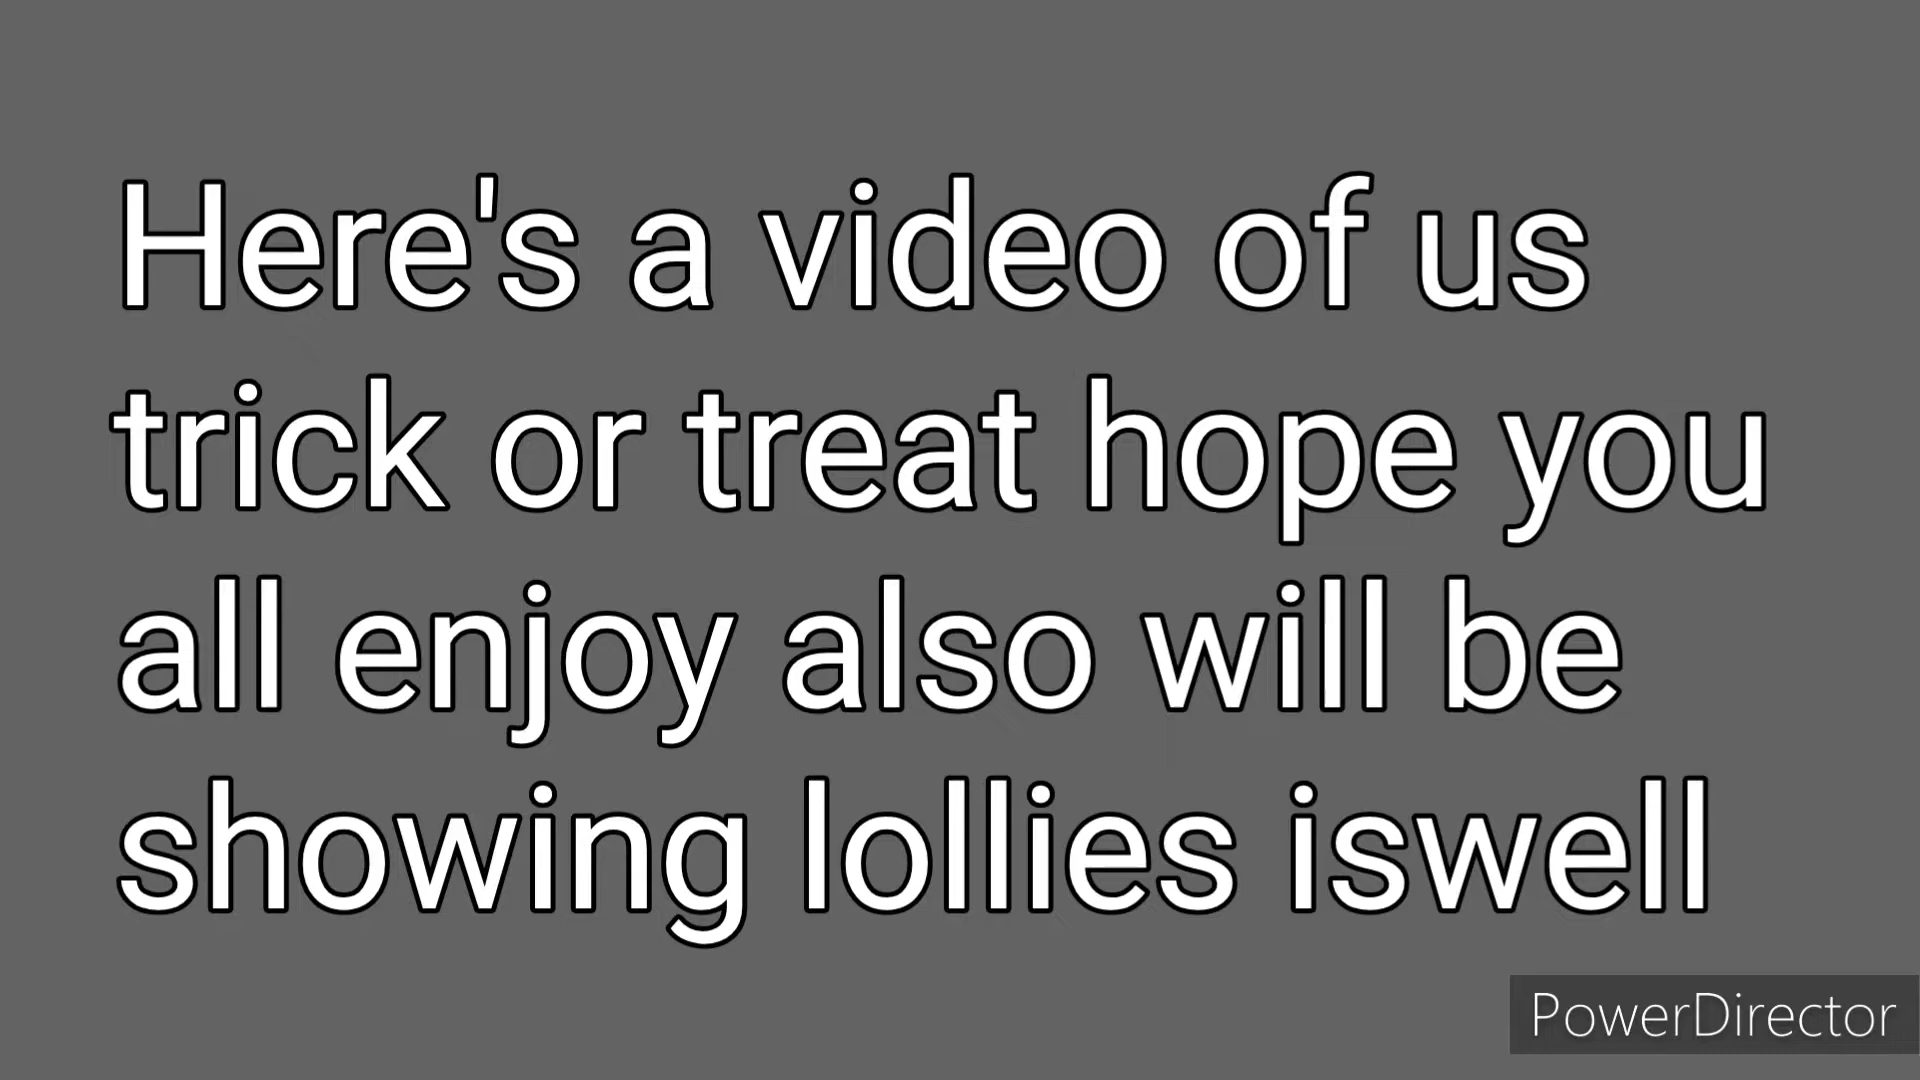 Here's a video of us
trick or treat hope you
all enjoy also will be
showing lollies iswell
PowerDirector